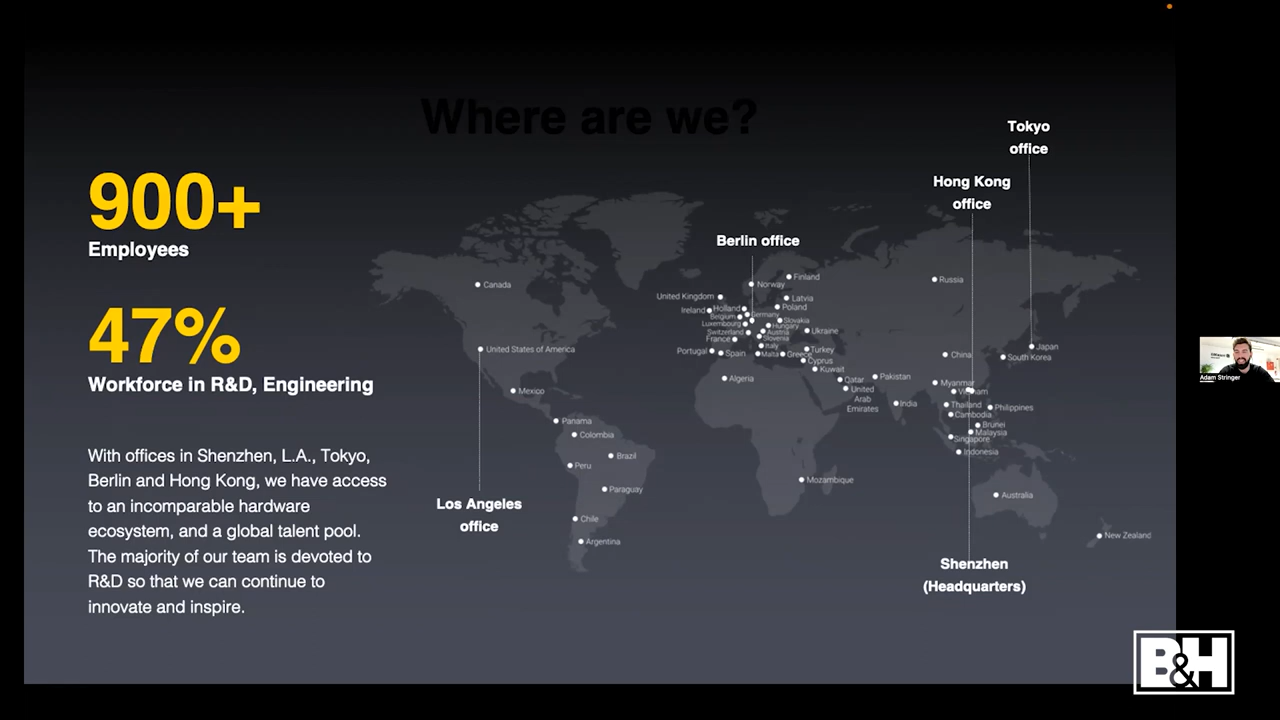 Where are we?
900+
Employees
47%
Workforce in R&D, Engineering
With offices in Shenzhen, L.A., Tokyo,
Berlin and Hong Kong, we have access
to an incomparable hardware
ecosystem, and a global talent pool.
The majority of our team is devoted to
R&D so that we can continue to
innovate and inspire.
Tokyo
office
Hong Kong
office
Berlin office
Los Angeles
office
Shenzhen
(Headquarters)
Canada
United States of America
Mexico
Panama
Colombia
Brazil
Peru
Paraguay
Chile
Argentina
Finland
Norway
United Kingdom
Latvia
Ireland
Holland
Poland
Belgium
Germany
Luxembourg
Slovakia
Hungary
Switzerland
Austria
Ukraine
France
Slovenia
Italy
Portugal
Spain
Malta
Greece
Turkey
Cyprus
Kuwait
Algeria
Qatar
United
Arab
Emirates
Pakistan
India
Mozambique
Russia
China
Japan
South Korea
Myanmar
Vietnam
Thailand
Philippines
Cambodia
Brunei
Malaysia
Singapore
Indonesia
Australia
New Zealand
Adam Stringer
B&H